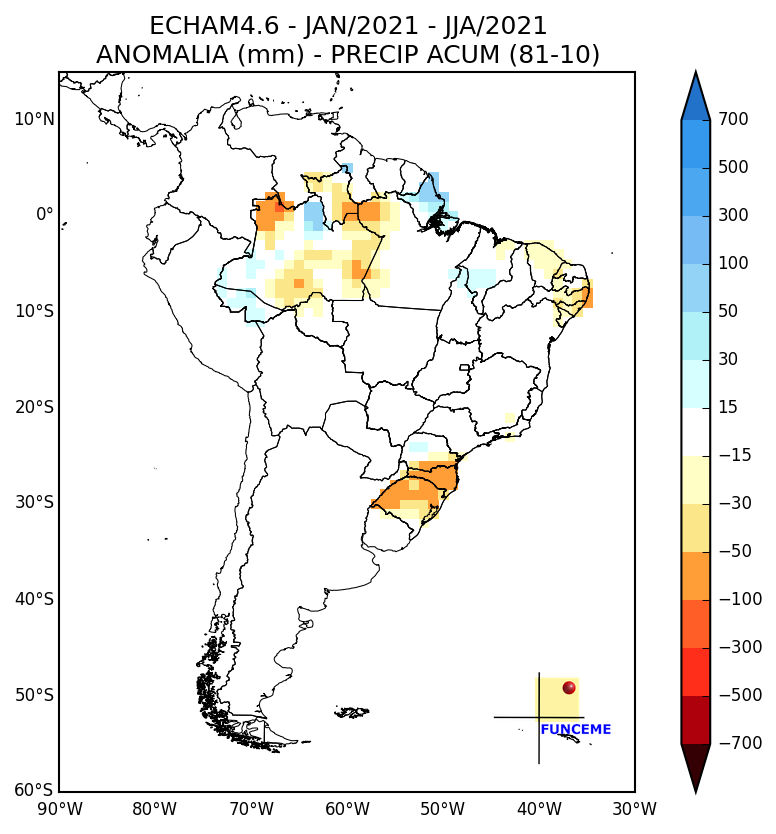 ECHAM4.6 - JAN/2021 - JJA/2021
ANOMALIA (mm) - PRECIP ACUM (81-10)
10°N
0°
10°S
20°S
30°S
40°S
50°S
60°S
90°W 80°W 70°W 60°W 50°W 40°W 30°W
700
500
300
100
50
30
15
−15
−30
−50
−100
−300
−500
−700
FUNCEME